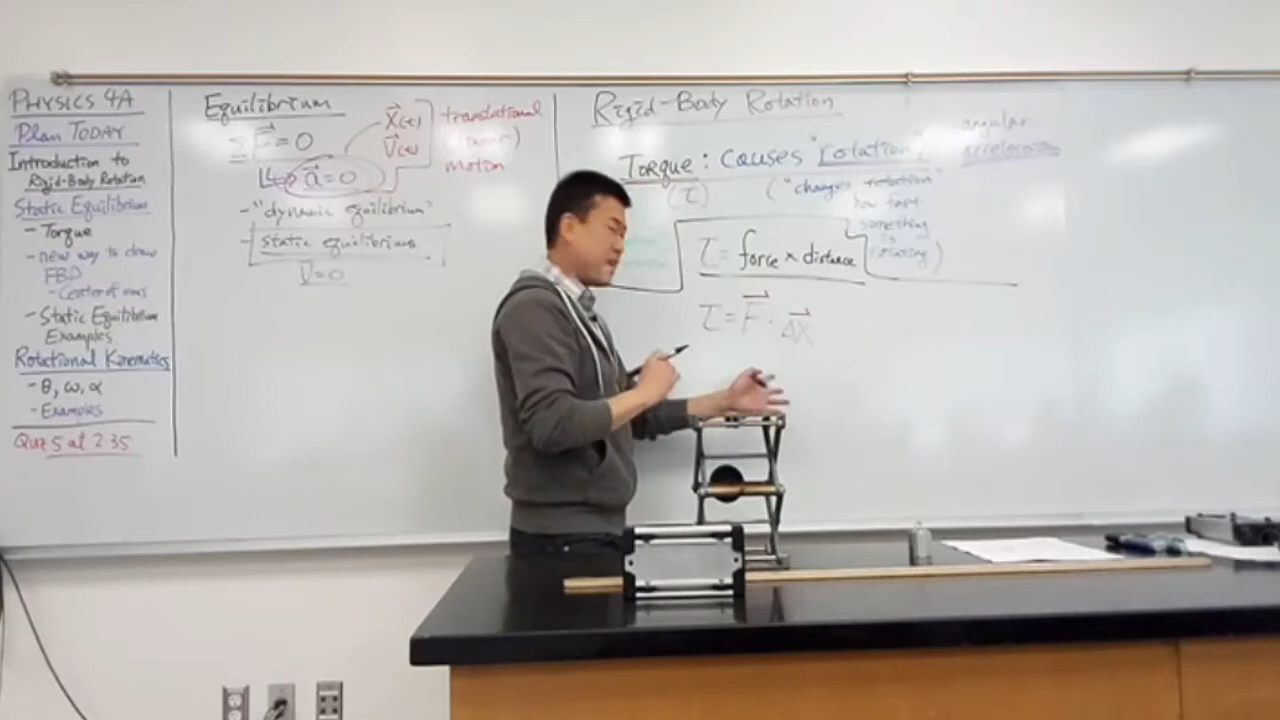 PHYSICS 4A
Plan TODAY
Introduction to
Rigid-Body Rotation
Static Equilibrium
- Torque
- new way to draw
FBD
- Center of mass
- Static Equilibrium
Examples
Rotational Kinematics
- θ, ω, α
- Examples
Quiz 5 at 2:35
Equilibrium
Σ F⃗ = 0
a⃗ = 0
x⃗(t)
v⃗(t)
translational
(linear)
motion
- "dynamic equilibrium"
- static equilibrium
v⃗ = 0
Rigid-Body Rotation
Torque: causes "rotation"
angular
acceleration
(τ)
("changes rotation"
how fast
something
is
rotating)
τ = force × distance
τ = F⃗ · Δx⃗